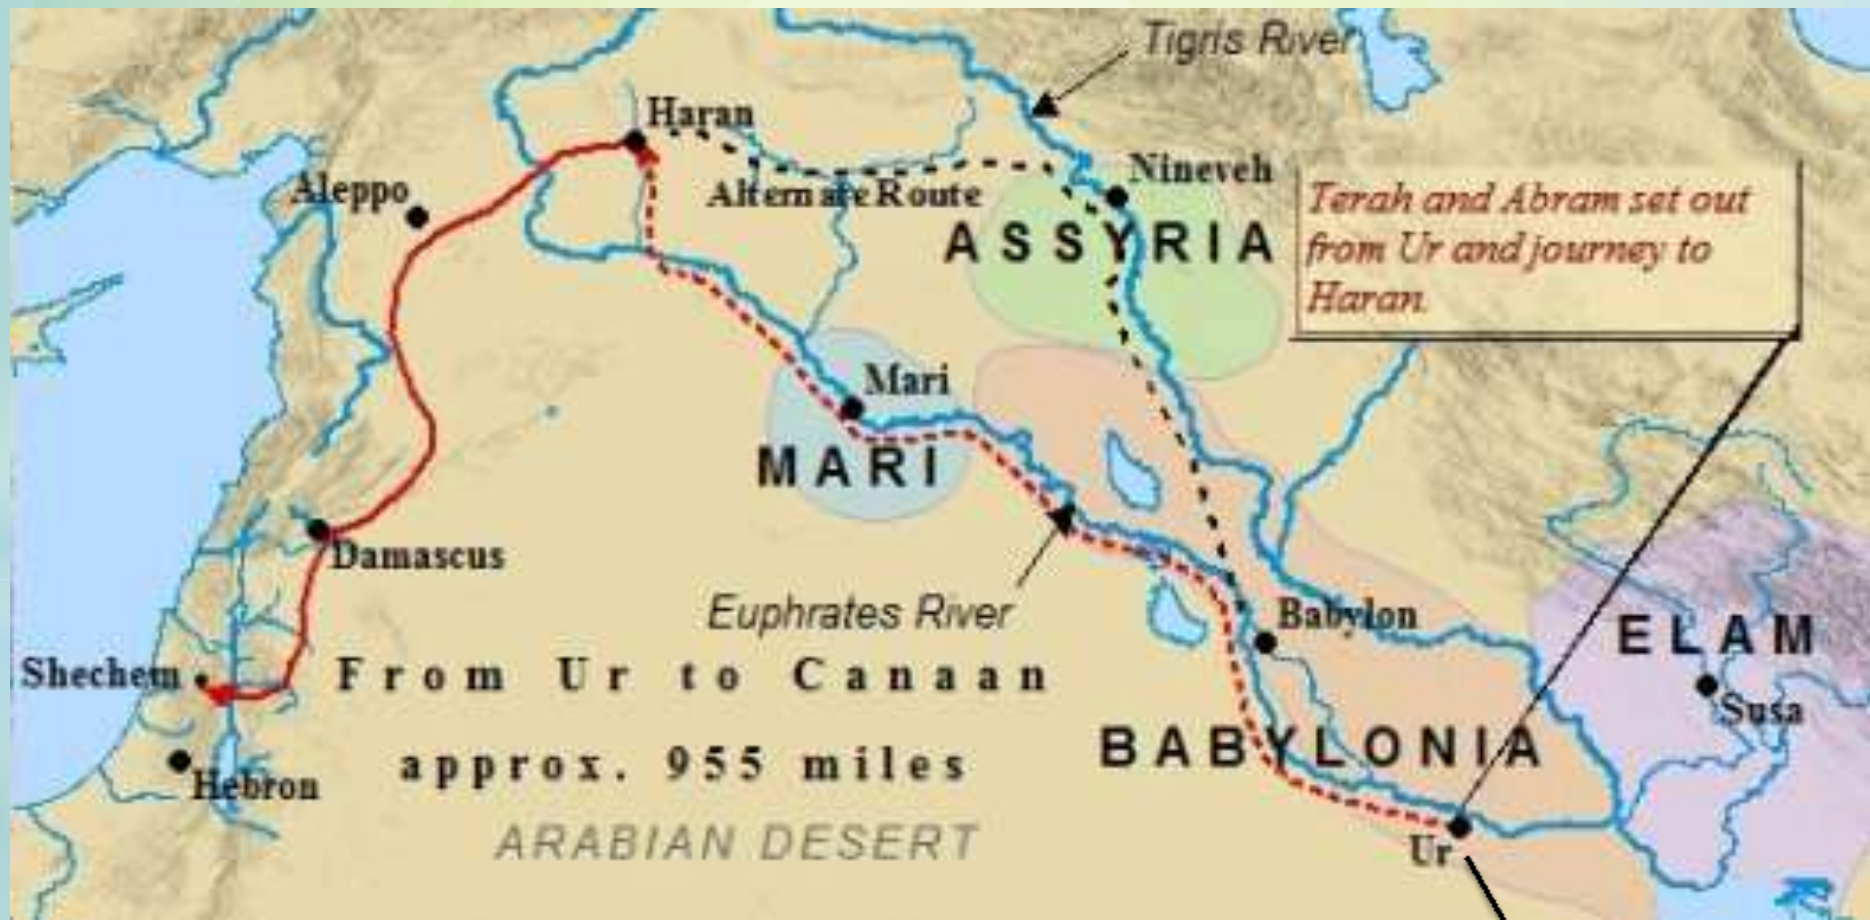 Tigris River
Haran
Nineveh
Aleppo
Alternate Route
Terah and Abram set out
from Ur and journey to
Haran.
ASSYRIA
Mari
MARI
Damascus
Euphrates River
Babylon
ELAM
Shechem
From Ur to Canaan
Susa
BABYLONIA
approx. 955 miles
Hebron
ARABIAN DESERT
Ur